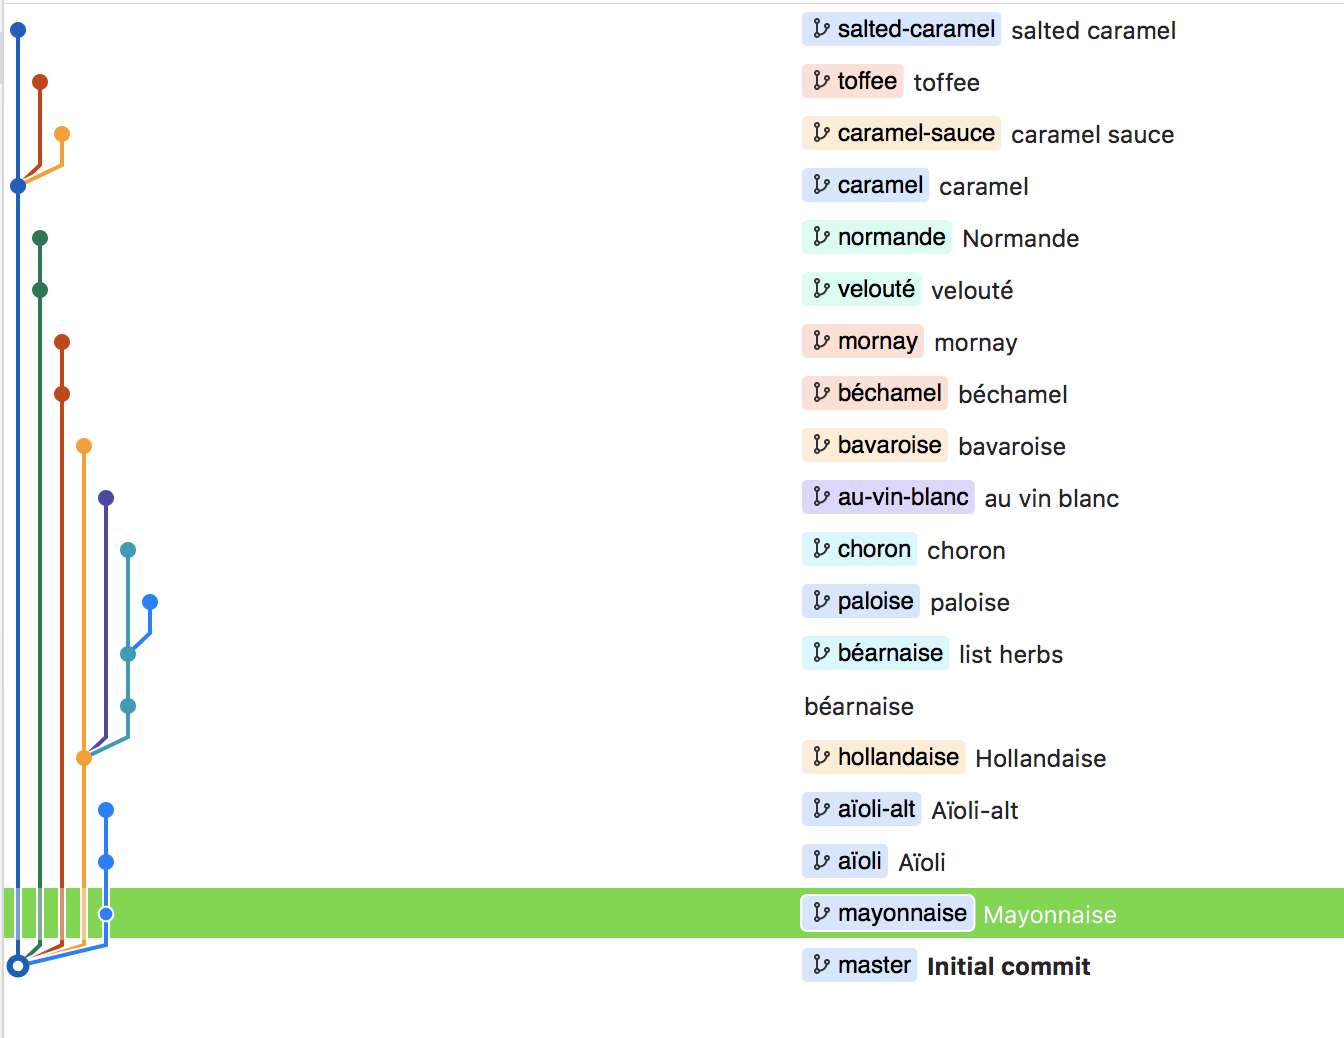 salted-caramel salted caramel
toffee toffee
caramel-sauce caramel sauce
caramel caramel
normande Normande
velouté velouté
mornay mornay
béchamel béchamel
bavaroise bavaroise
au-vin-blanc au vin blanc
choron choron
paloise paloise
béarnaise list herbs
béarnaise
hollandaise Hollandaise
aïoli-alt Aïoli-alt
aïoli Aïoli
mayonnaise Mayonnaise
master Initial commit